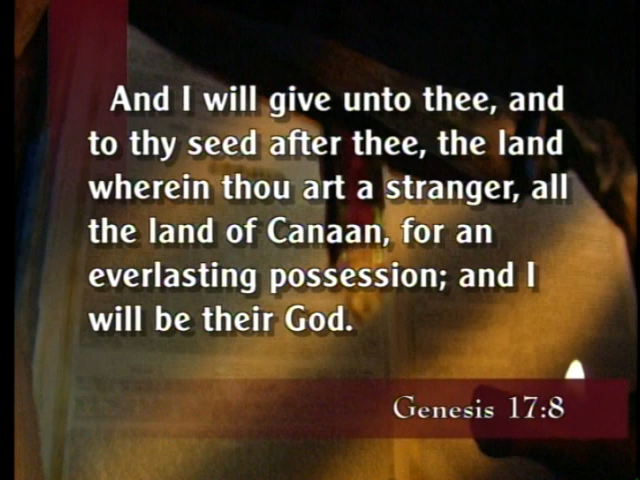 And I will give unto thee, and
to thy seed after thee, the land
wherein thou art a stranger, all
the land of Canaan, for an
everlasting possession; and I
will be their God.
Genesis 17:8